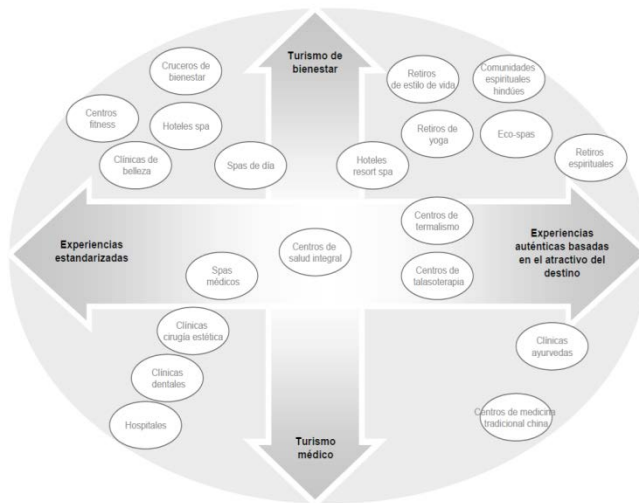 Cruceros de
bienestar
Turismo de
bienestar
Retiros
de estilo de vida
Comunidades
espirituales
hindúes
Centros
fitness
Hoteles spa
Retiros de
yoga
Eco-spas
Clínicas de
belleza
Spas de día
Hoteles
resort spa
Retiros
espirituales
Centros de
termalismo
Experiencias
estandarizadas
Centros de
salud integral
Experiencias
auténticas basadas
en el atractivo del
destino
Spas
médicos
Centros de
talasoterapia
Clínicas
cirugía estética
Clínicas
ayurvedas
Clínicas
dentales
Hospitales
Centros de medicina
tradicional china
Turismo
médico